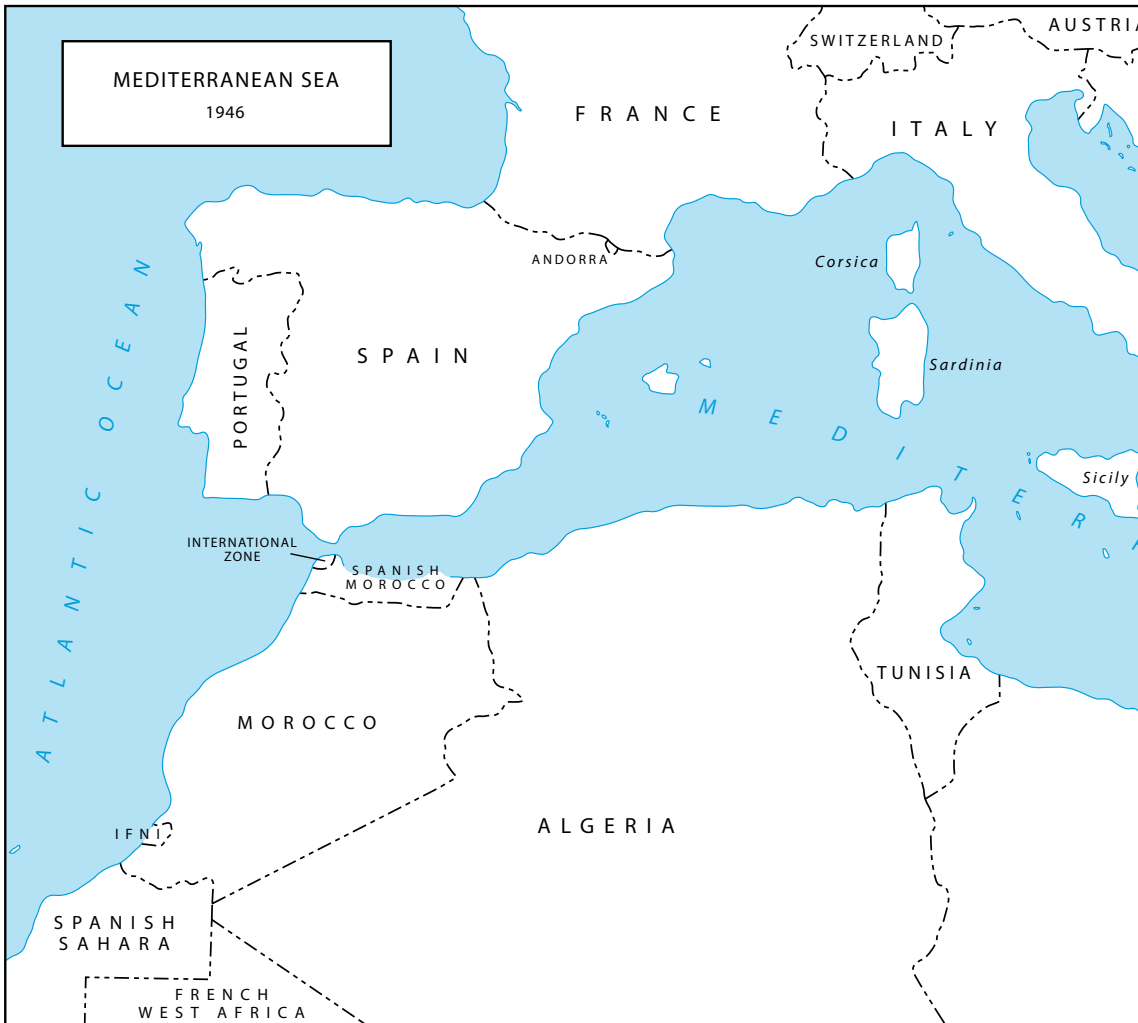 MEDITERRANEAN SEA
1946
SWITZERLAND
AUSTRIA
FRANCE
ITALY
ANDORRA
Corsica
ATLANTIC OCEAN
PORTUGAL
SPAIN
Sardinia
MEDITERR
Sicily
INTERNATIONAL
ZONE
SPANISH
MOROCCO
TUNISIA
MOROCCO
ALGERIA
IFNI
SPANISH
SAHARA
FRENCH
WEST AFRICA